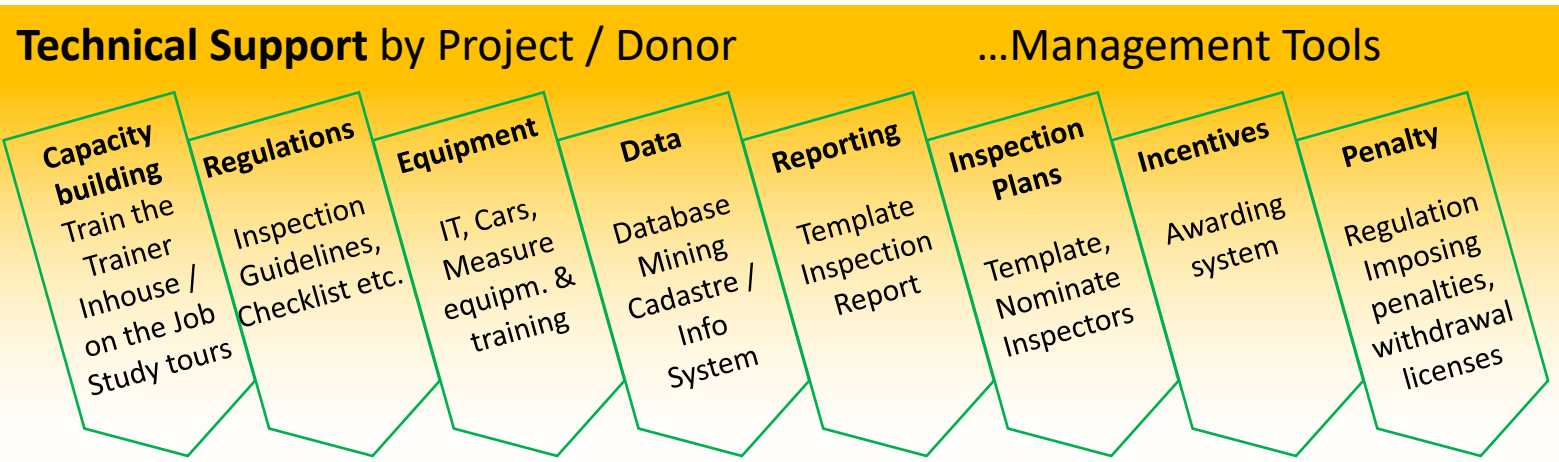 Technical Support by Project / Donor
…Management Tools
Capacity
building
Train the
Trainer
Inhouse /
on the Job
Study tours
Regulations
Inspection
Guidelines,
Checklist etc.
Equipment
IT, Cars,
Measure
equipm. &
training
Data
Database
Mining
Cadastre /
Info
System
Reporting
Template
Inspection
Report
Inspection
Plans
Template,
Nominate
Inspectors
Incentives
Awarding
system
Penalty
Regulation
Imposing
penalties,
withdrawal
licenses